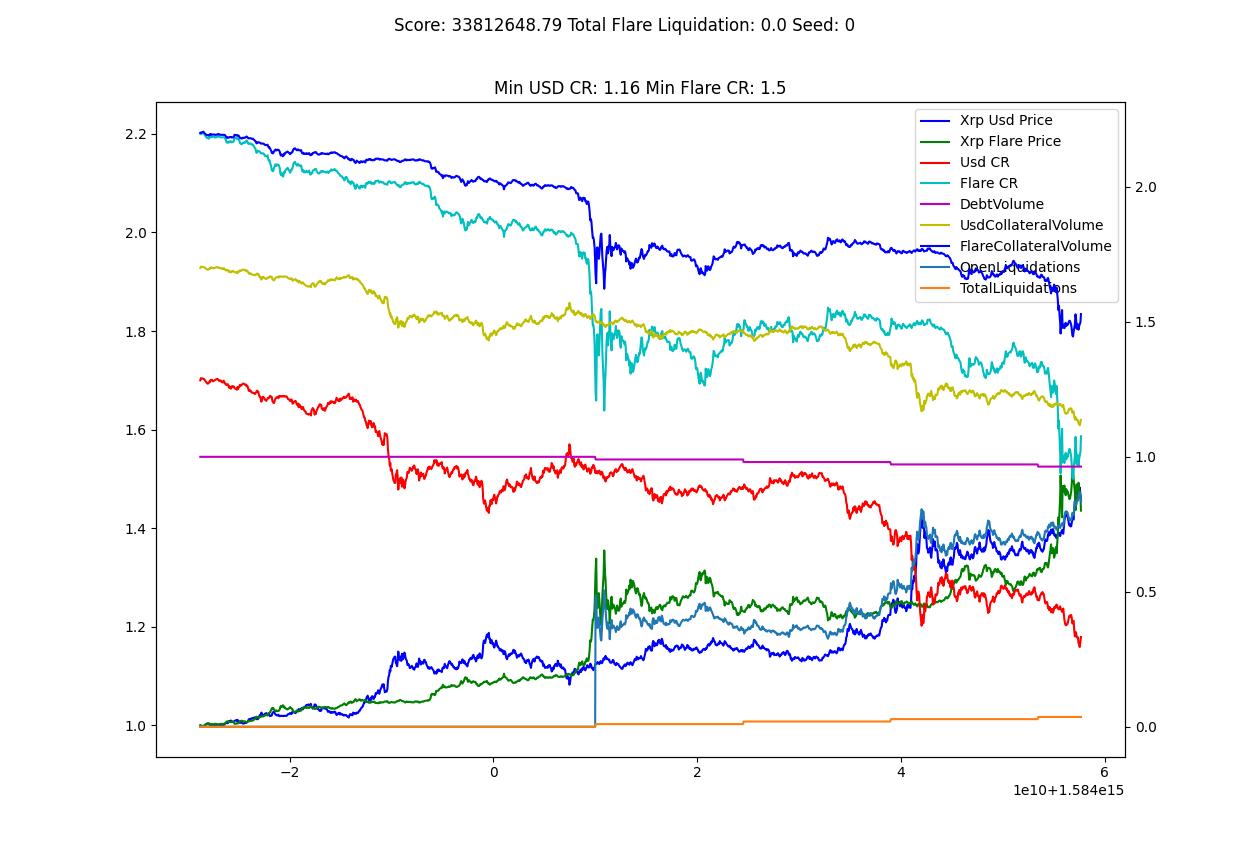 Score: 33812648.79 Total Flare Liquidation: 0.0 Seed: 0
Min USD CR: 1.16 Min Flare CR: 1.5
Xrp Usd Price
Xrp Flare Price
Usd CR
Flare CR
DebtVolume
UsdCollateralVolume
FlareCollateralVolume
OpenLiquidations
TotalLiquidations
2.2
2.0
1.8
1.6
1.4
1.2
1.0
2.0
1.5
1.0
0.5
0.0
−2 0 2 4 6
1e10+1.584e15